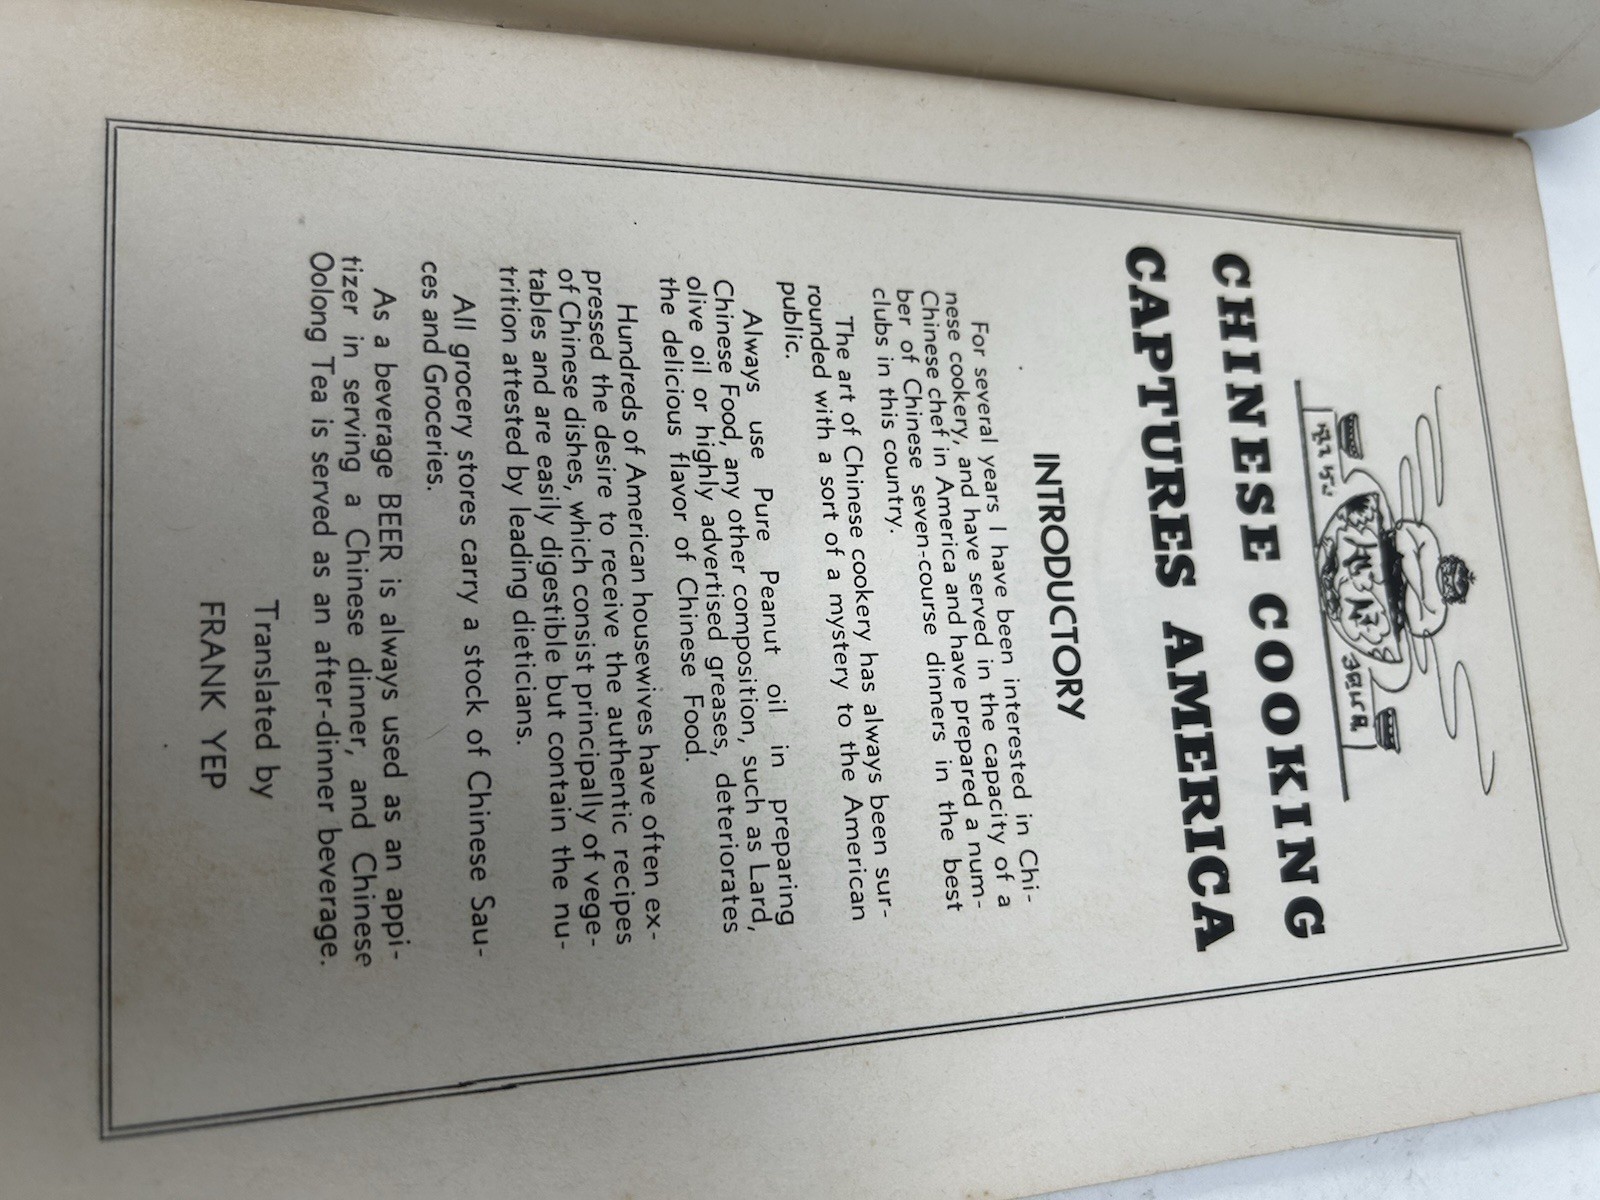 CHINESE COOKING
CAPTURES AMERICA
INTRODUCTORY
For several years I have been interested in Chi-
nese cookery, and have served in the capacity of a
Chinese chef in America and have prepared a num-
ber of Chinese seven-course dinners in the best
clubs in this country.
The art of Chinese cookery has always been sur-
rounded with a sort of a mystery to the American
public.
Always use Pure Peanut oil in preparing
Chinese Food, any other composition, such as Lard,
olive oil or highly advertised greases, deteriorates
the delicious flavor of Chinese Food.
Hundreds of American housewives have often ex-
pressed the desire to receive the authentic recipes
of Chinese dishes, which consist principally of vege-
tables and are easily digestible but contain the nu-
trition attested by leading dieticians.
All grocery stores carry a stock of Chinese Sau-
ces and Groceries.
As a beverage BEER is always used as an appi-
tizer in serving a Chinese dinner, and Chinese
Oolong Tea is served as an after-dinner beverage.
Translated by
FRANK YEP